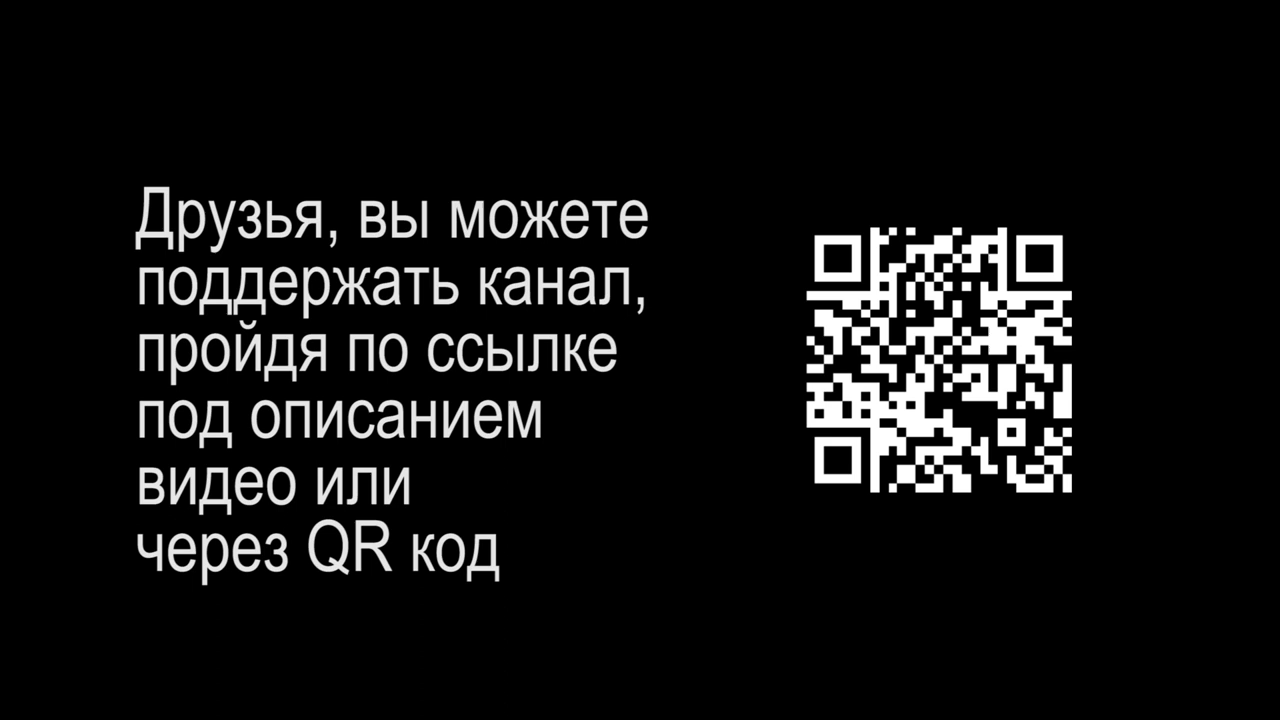 Друзья, вы можете
поддержать канал,
пройдя по ссылке
под описанием
видео или
через QR код